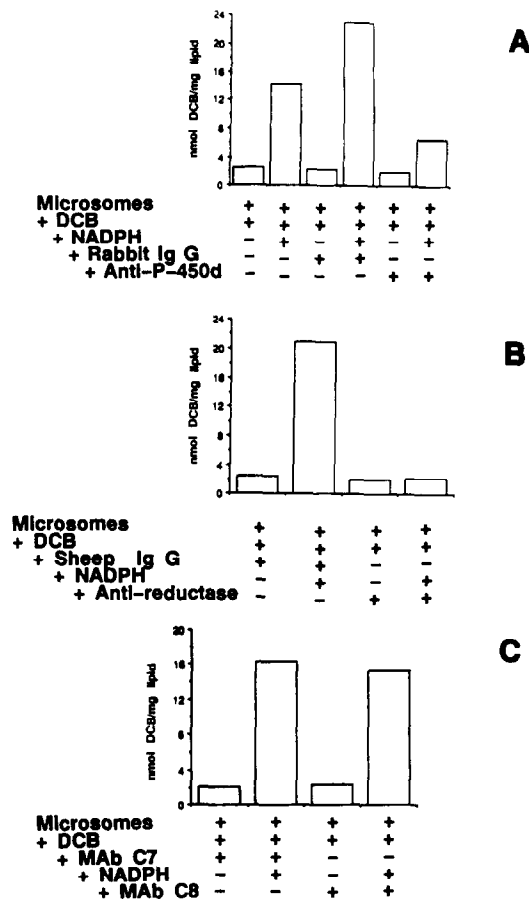 A
nmol DCB/mg lipid
24
20
16
12
8
4
0
Microsomes + + + + + +
+ DCB + + + + + +
+ NADPH - + - + - +
+ Rabbit Ig G - - + + - -
+ Anti-P-450d - - - - + +
B
nmol DCB/mg lipid
24
20
16
12
8
4
0
Microsomes + + + +
+ DCB + + + +
+ Sheep Ig G + + - -
+ NADPH - + - +
+ Anti-reductase - - + +
C
nmol DCB/mg lipid
20
16
12
8
4
0
Microsomes + + + +
+ DCB + + + +
+ MAb C7 + + - -
+ NADPH - + - +
+ MAb C8 - - + +